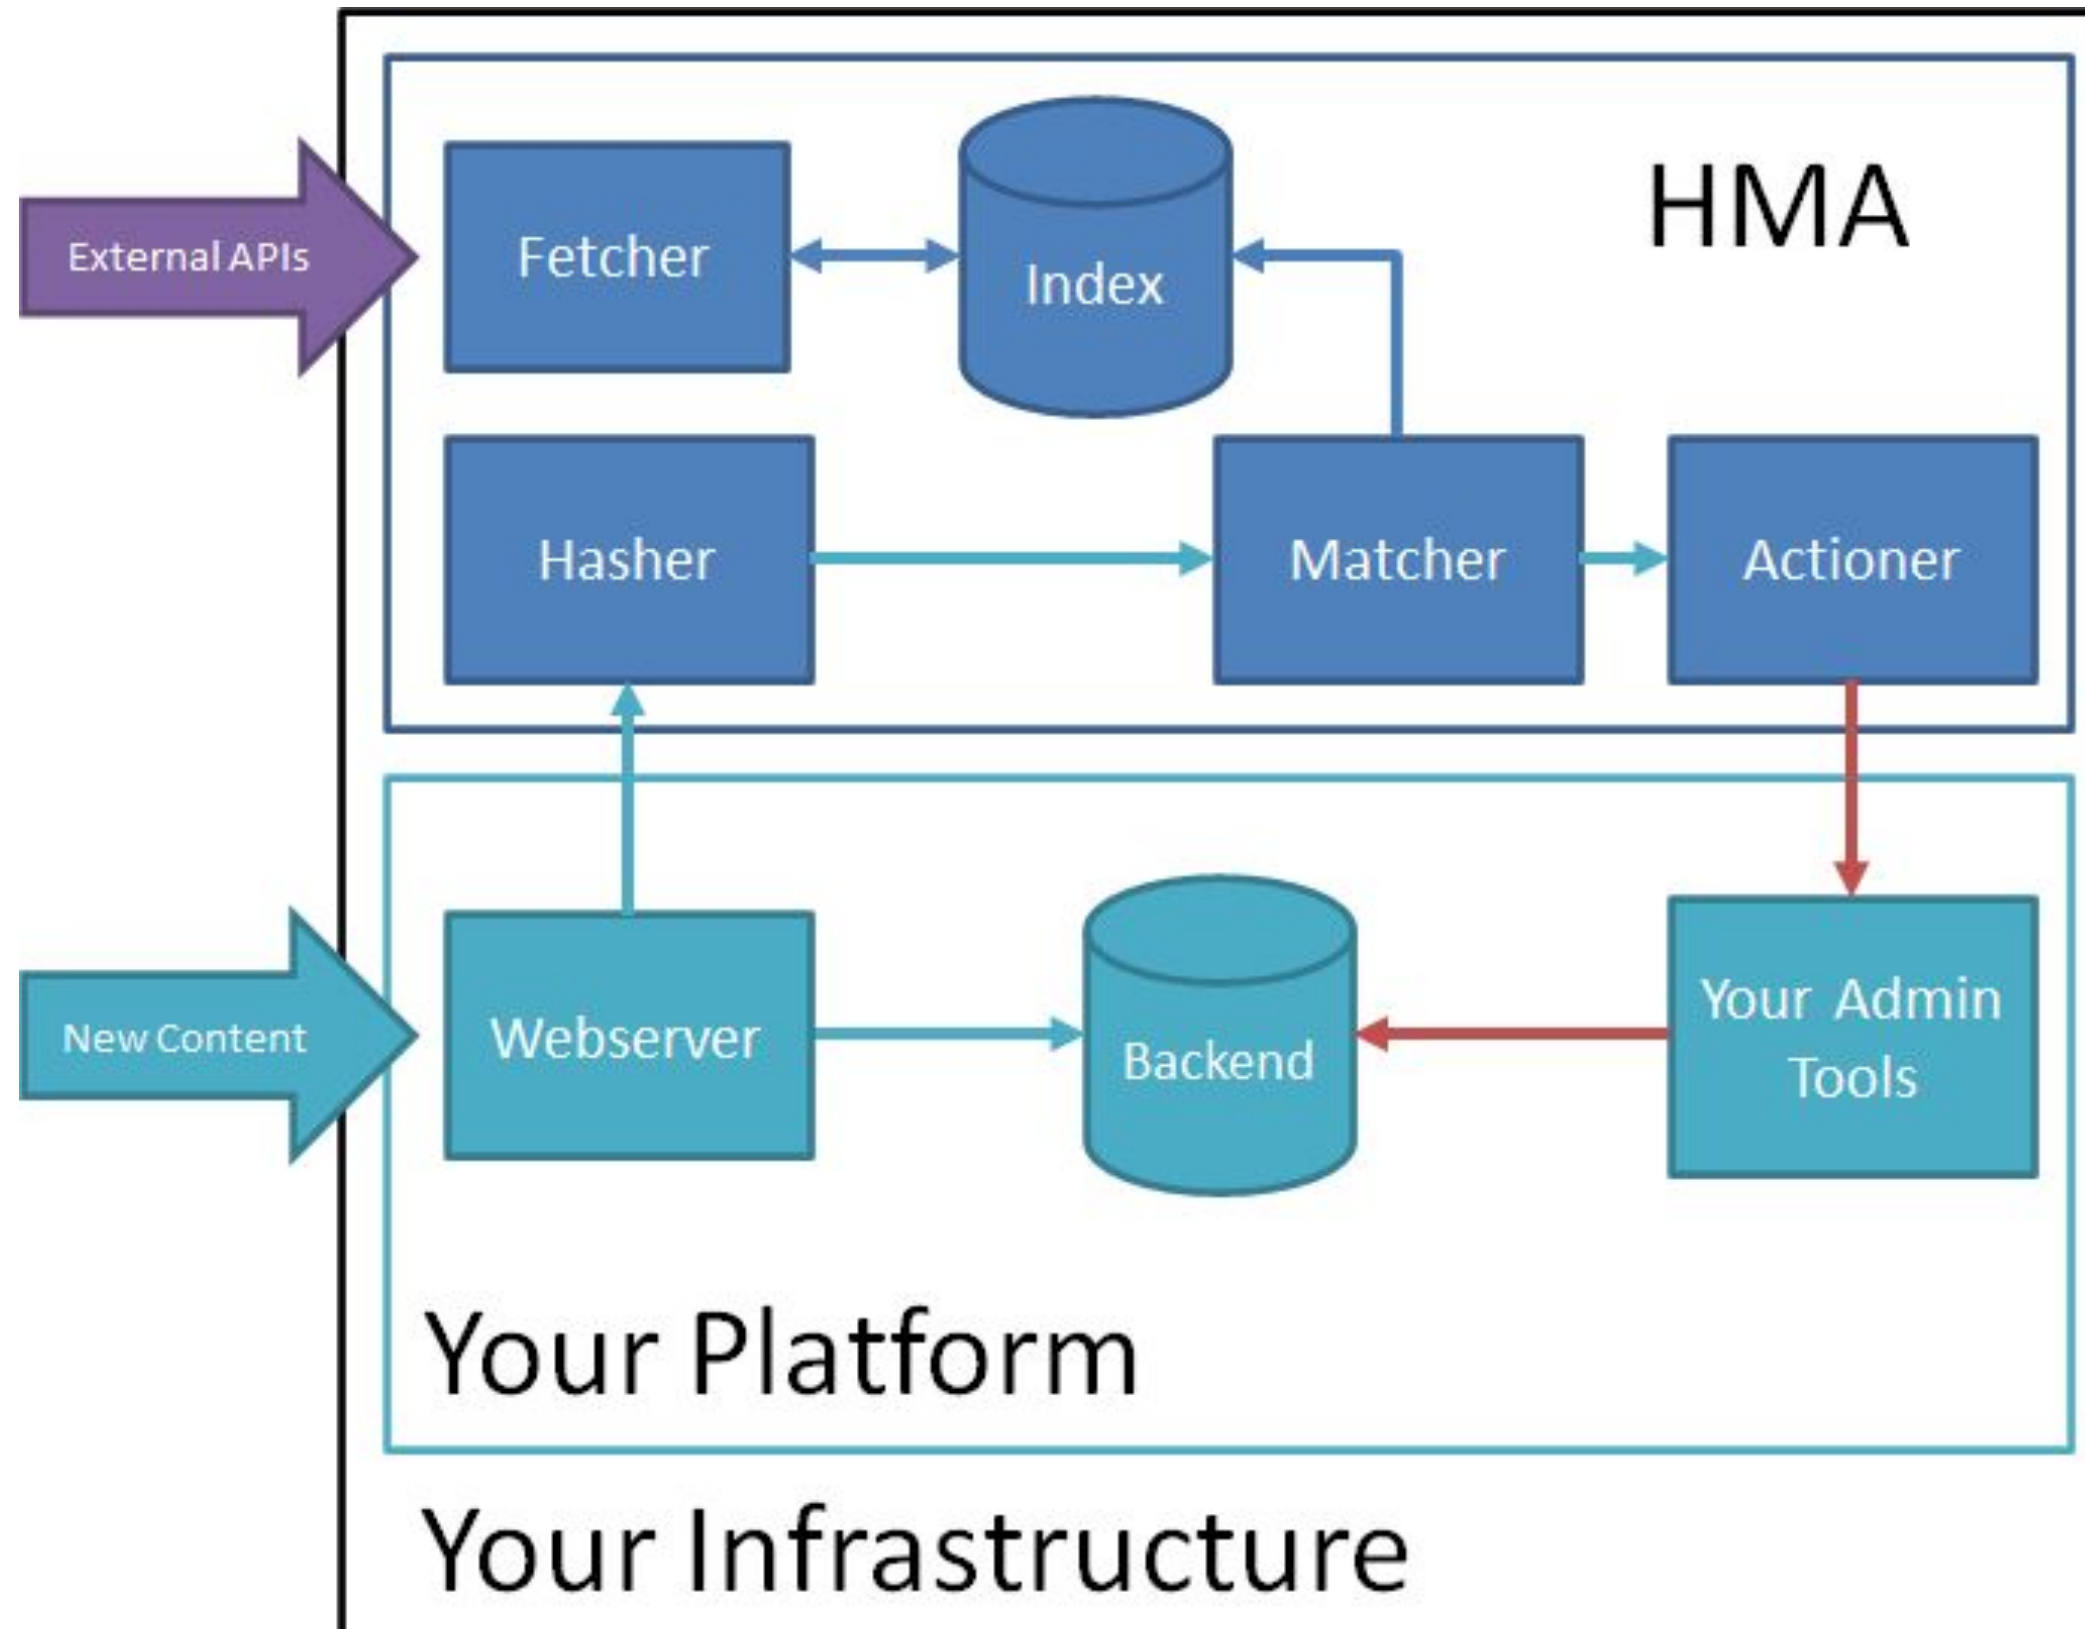 HMA
External APIs
Fetcher
Index
Hasher
Matcher
Actioner
New Content
Webserver
Backend
Your Admin
Tools
Your Platform
Your Infrastructure